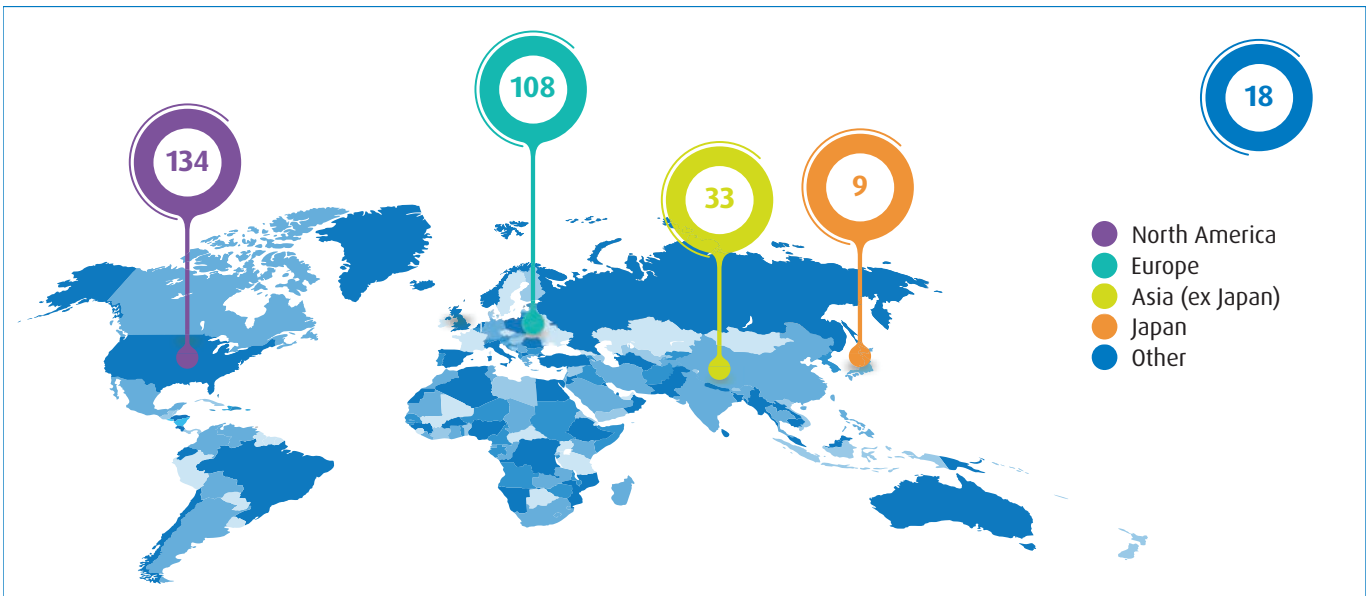 134
108
33
9
18
North America
Europe
Asia (ex Japan)
Japan
Other